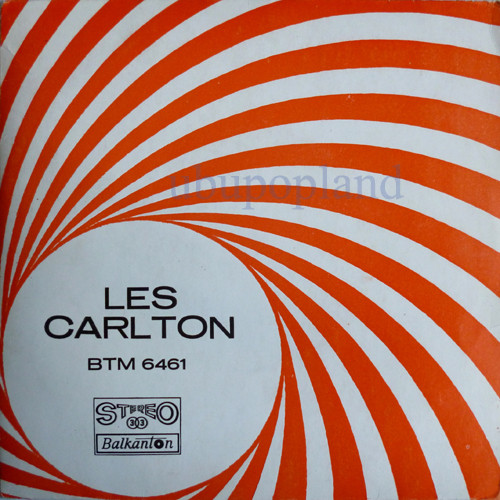 ubupopland
LES
CARLTON
BTM 6461
STEREO
33
Balkanton